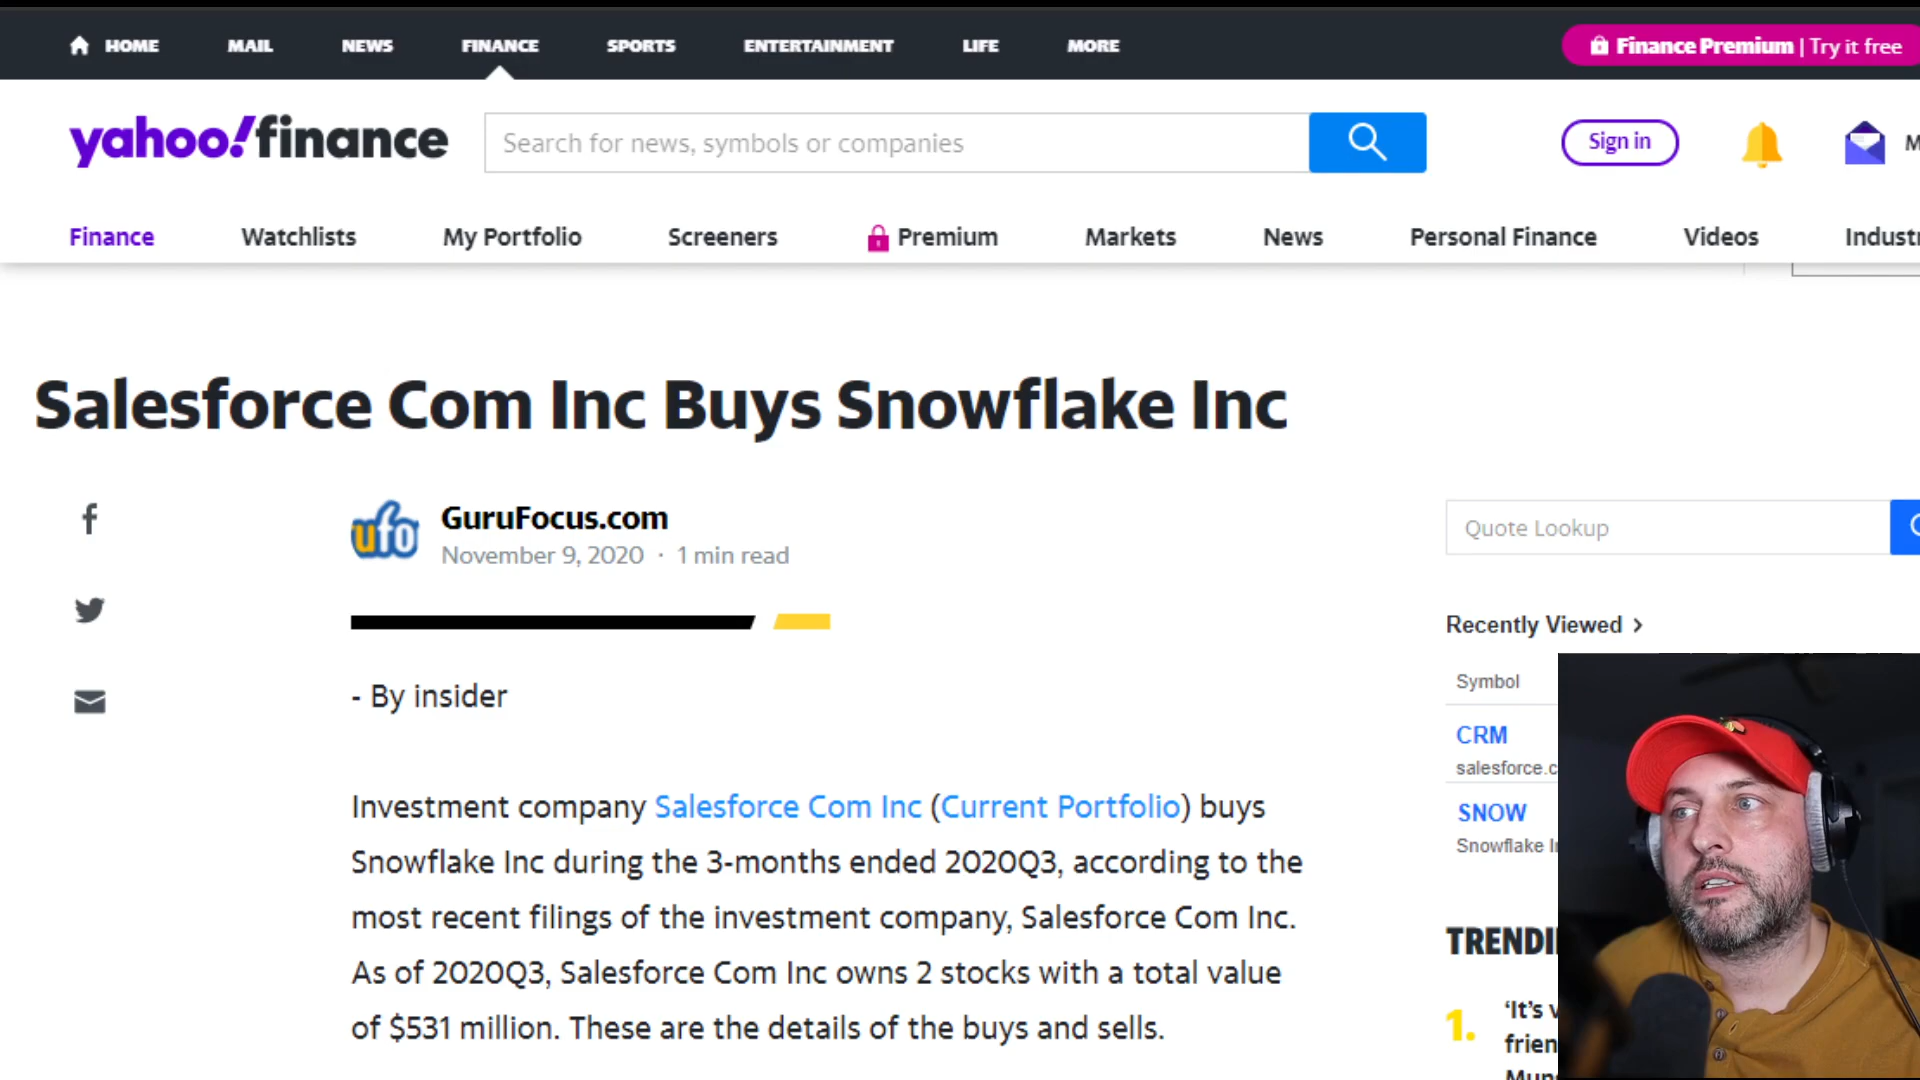 HOME MAIL NEWS FINANCE SPORTS ENTERTAINMENT LIFE MORE Finance Premium | Try it free
yahoo!finance Search for news, symbols or companies Sign in
Finance Watchlists My Portfolio Screeners Premium Markets News Personal Finance Videos
Salesforce Com Inc Buys Snowflake Inc
ufo GuruFocus.com
November 9, 2020 · 1 min read
Quote Lookup
- By insider
Investment company Salesforce Com Inc (Current Portfolio) buys
Snowflake Inc during the 3-months ended 2020Q3, according to the
most recent filings of the investment company, Salesforce Com Inc.
As of 2020Q3, Salesforce Com Inc owns 2 stocks with a total value
of $531 million. These are the details of the buys and sells.
Recently Viewed >
Symbol
CRM
salesforce.c
SNOW
Snowflake
TRENDI
1. 'It's
frien